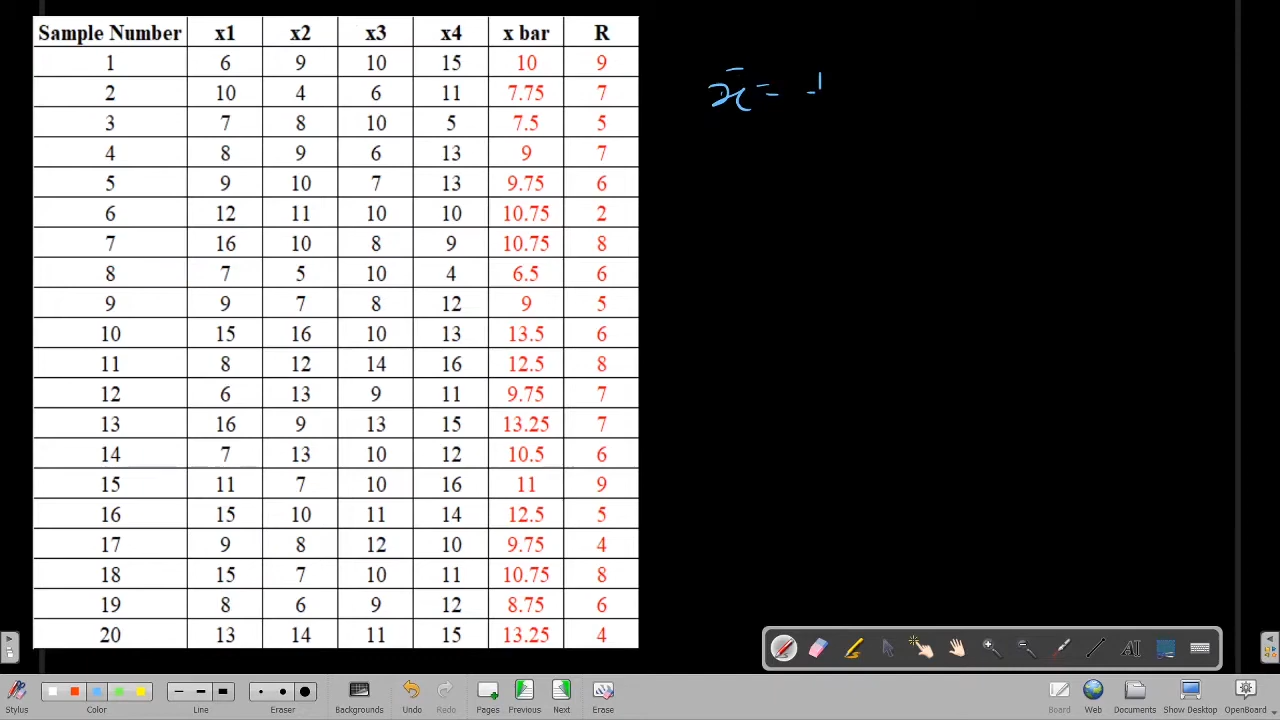 Sample Number x1 x2 x3 x4 x bar R
1 6 9 10 15 10 9
2 10 4 6 11 7.75 7
3 7 8 10 5 7.5 5
4 8 9 6 13 9 7
5 9 10 7 13 9.75 6
6 12 11 10 10 10.75 2
7 16 10 8 9 10.75 8
8 7 5 10 4 6.5 6
9 9 7 8 12 9 5
10 15 16 10 13 13.5 6
11 8 12 14 16 12.5 8
12 6 13 9 11 9.75 7
13 16 9 13 15 13.25 7
14 7 13 10 12 10.5 6
15 11 7 10 16 11 9
16 15 10 11 14 12.5 5
17 9 8 12 10 9.75 4
18 15 7 10 11 10.75 8
19 8 6 9 12 8.75 6
20 13 14 11 15 13.25 4
x̄ =
Stylus Color Line Eraser Backgrounds Undo Redo Pages Previous Next Erase Board Web Documents Show Desktop OpenBoard